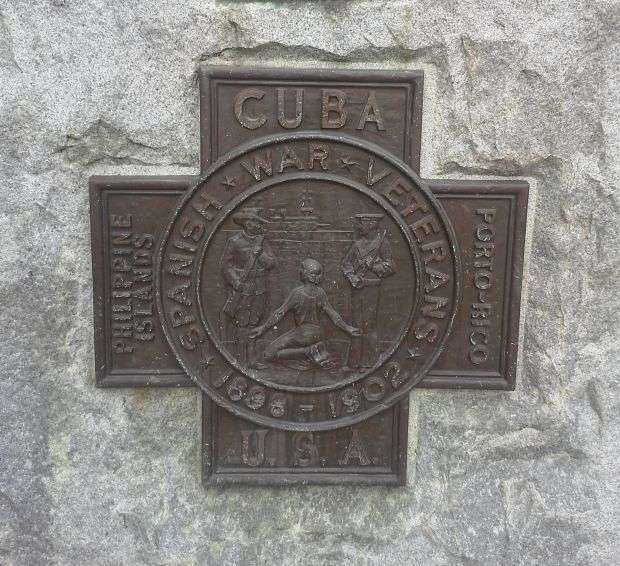 CUBA
SPANISH ★ WAR ★ VETERANS
★ 1898 - 1902 ★
PHILIPPINE
ISLANDS
PORTO-RICO
U.S.A.